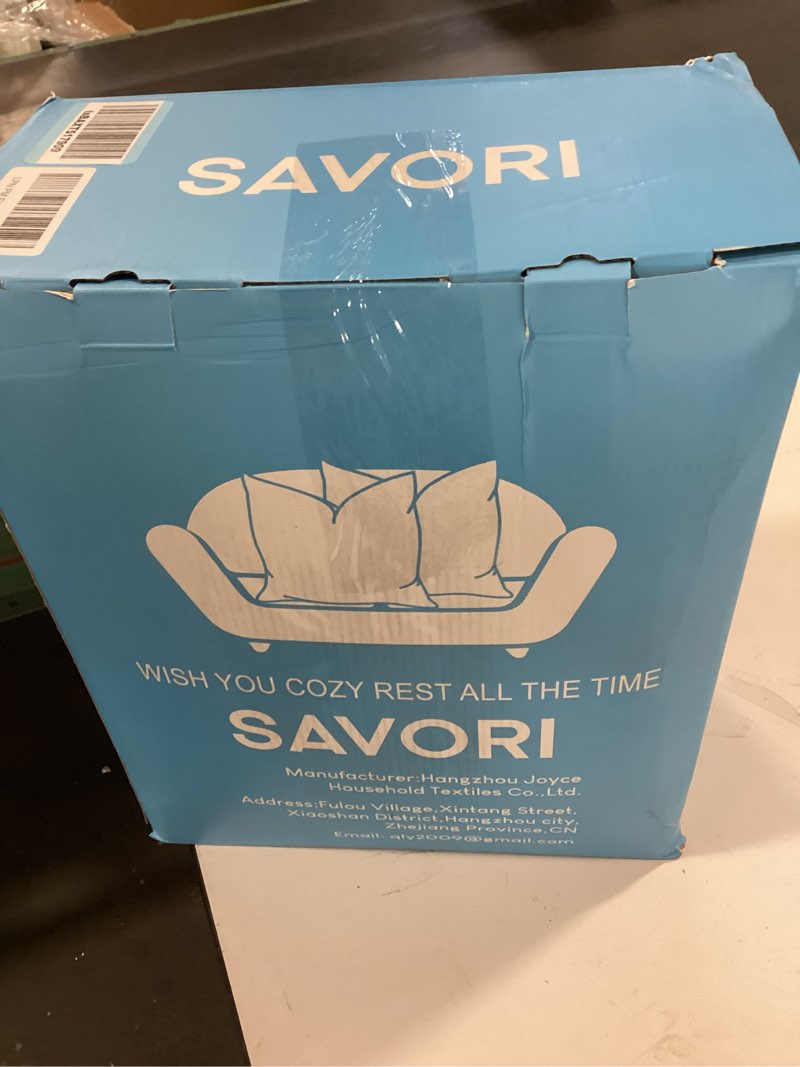 SAVORI
WISH YOU COZY REST ALL THE TIME
SAVORI
Manufacturer:Hangzhou Joyce
Household Textiles Co.,Ltd.
Address:Fulou Village,Xintang Street,
Xiaoshan District,Hangzhou city,
Zhejiang Province,CN
Email: qly2009@gmail.com